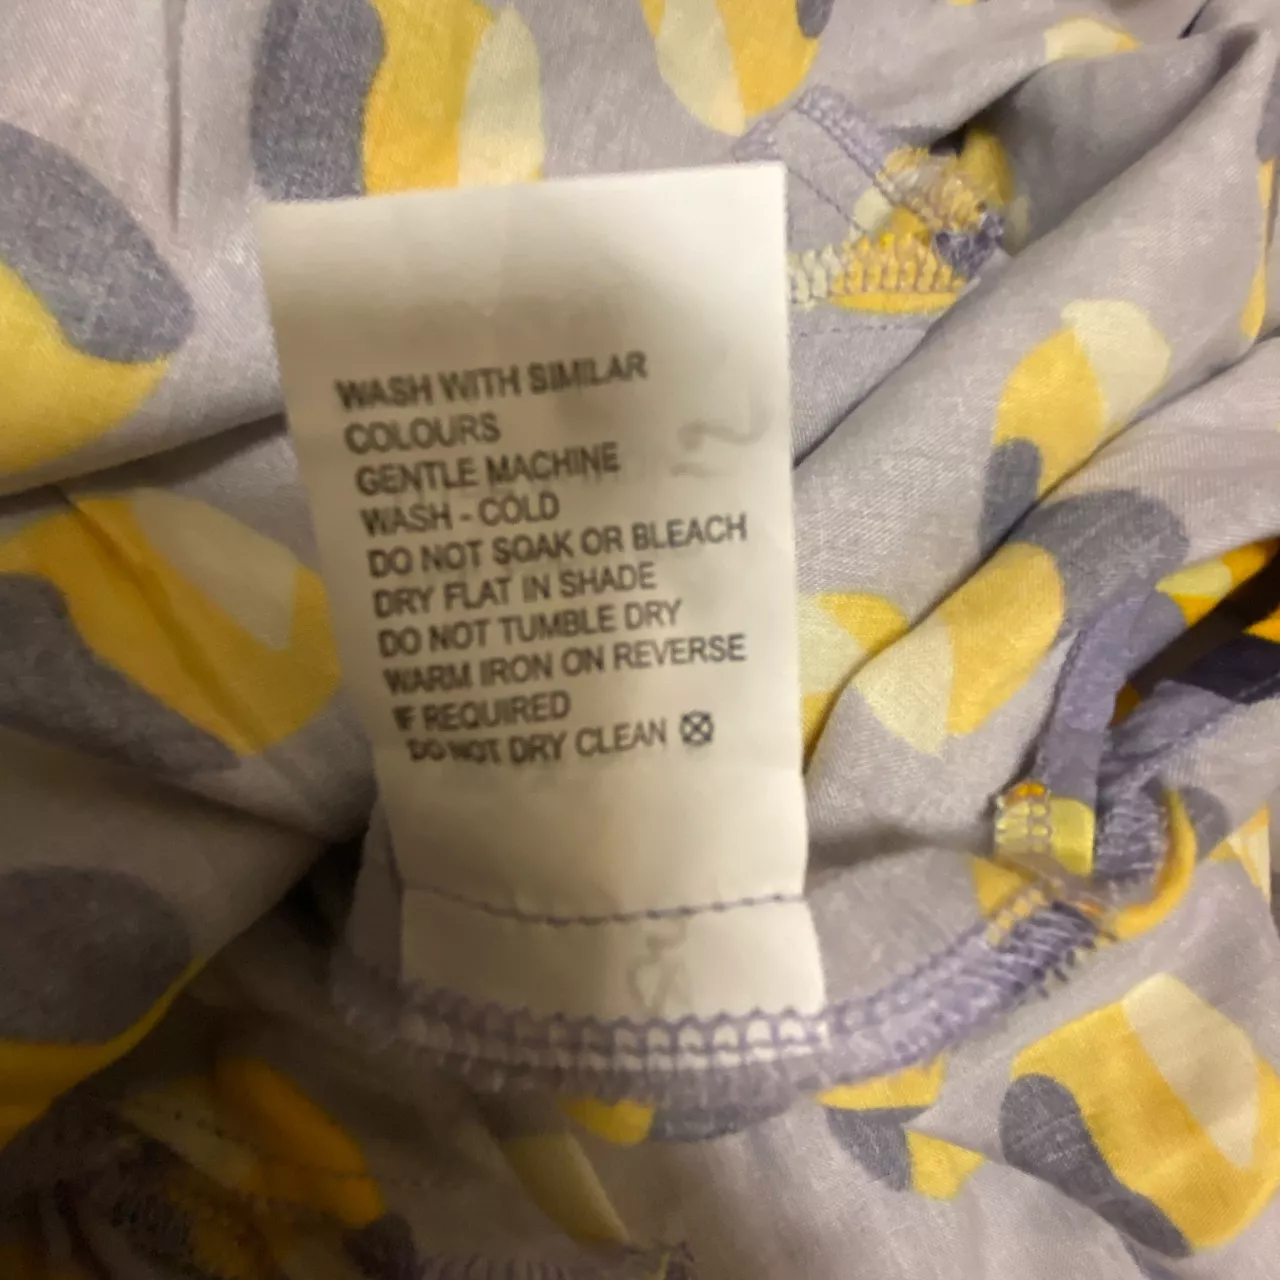 WASH WITH SIMILAR
COLOURS
GENTLE MACHINE
WASH - COLD
DO NOT SOAK OR BLEACH
DRY FLAT IN SHADE
DO NOT TUMBLE DRY
WARM IRON ON REVERSE
IF REQUIRED
DO NOT DRY CLEAN